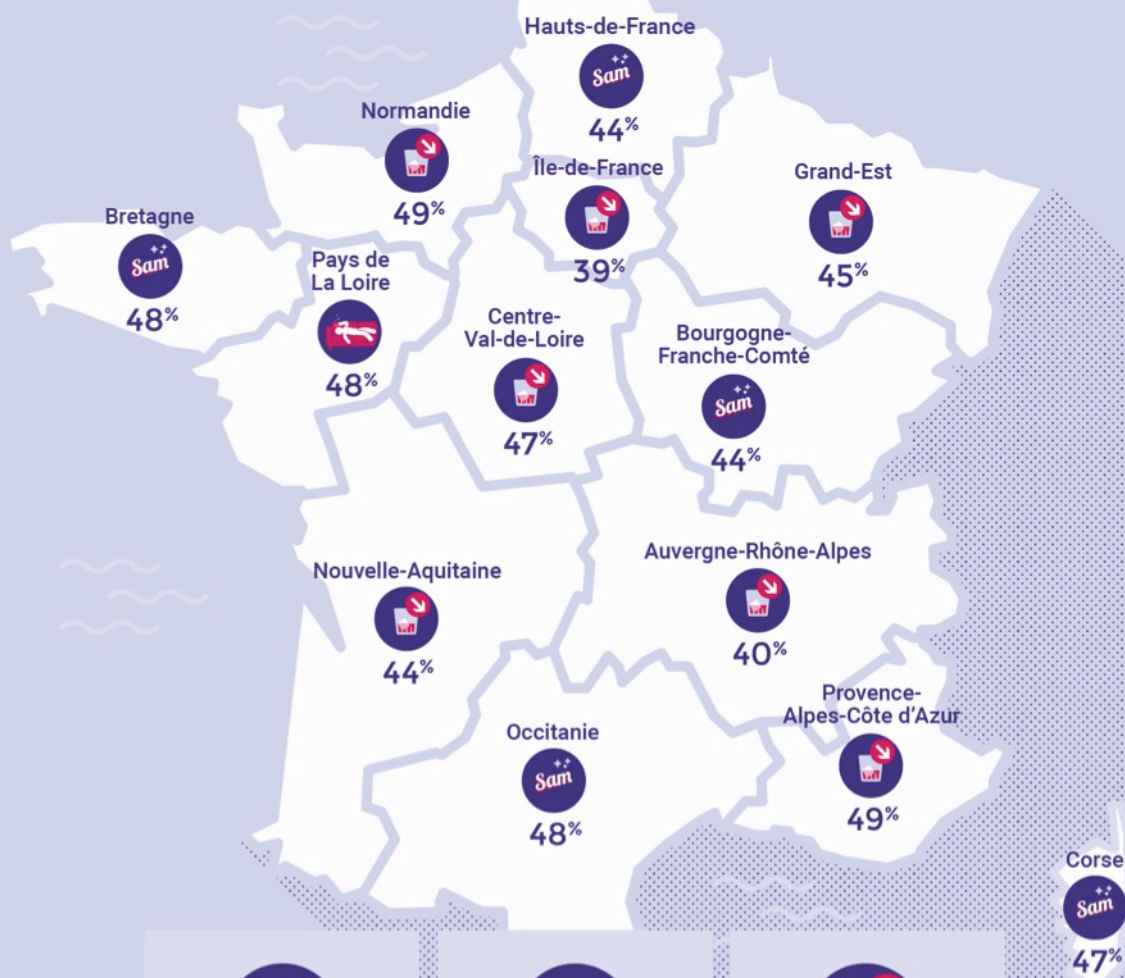 Hauts-de-France
Sam
44%
Normandie
49%
Île-de-France
39%
Grand-Est
45%
Bretagne
Sam
48%
Pays de
La Loire
48%
Centre-
Val-de-Loire
47%
Bourgogne-
Franche-Comté
Sam
44%
Nouvelle-Aquitaine
44%
Auvergne-Rhône-Alpes
40%
Provence-
Alpes-Côte d'Azur
49%
Occitanie
Sam
48%
Corse
Sam
47%